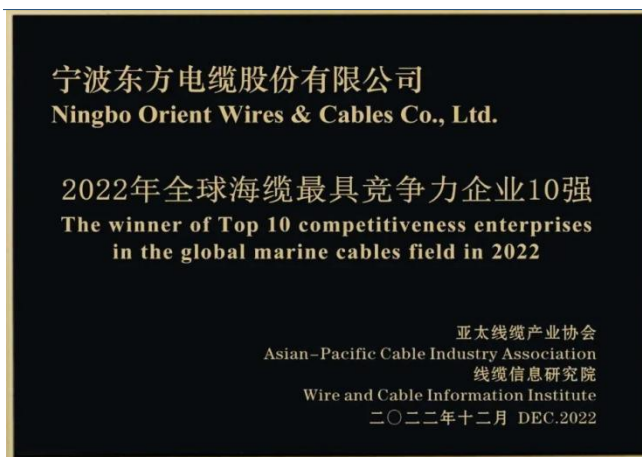 宁波东方电缆股份有限公司
Ningbo Orient Wires & Cables Co., Ltd.
2022年全球海缆最具竞争力企业10强
The winner of Top 10 competitiveness enterprises
in the global marine cables field in 2022
亚太线缆产业协会
Asian-Pacific Cable Industry Association
线缆信息研究院
Wire and Cable Information Institute
二〇二二年十二月 DEC.2022